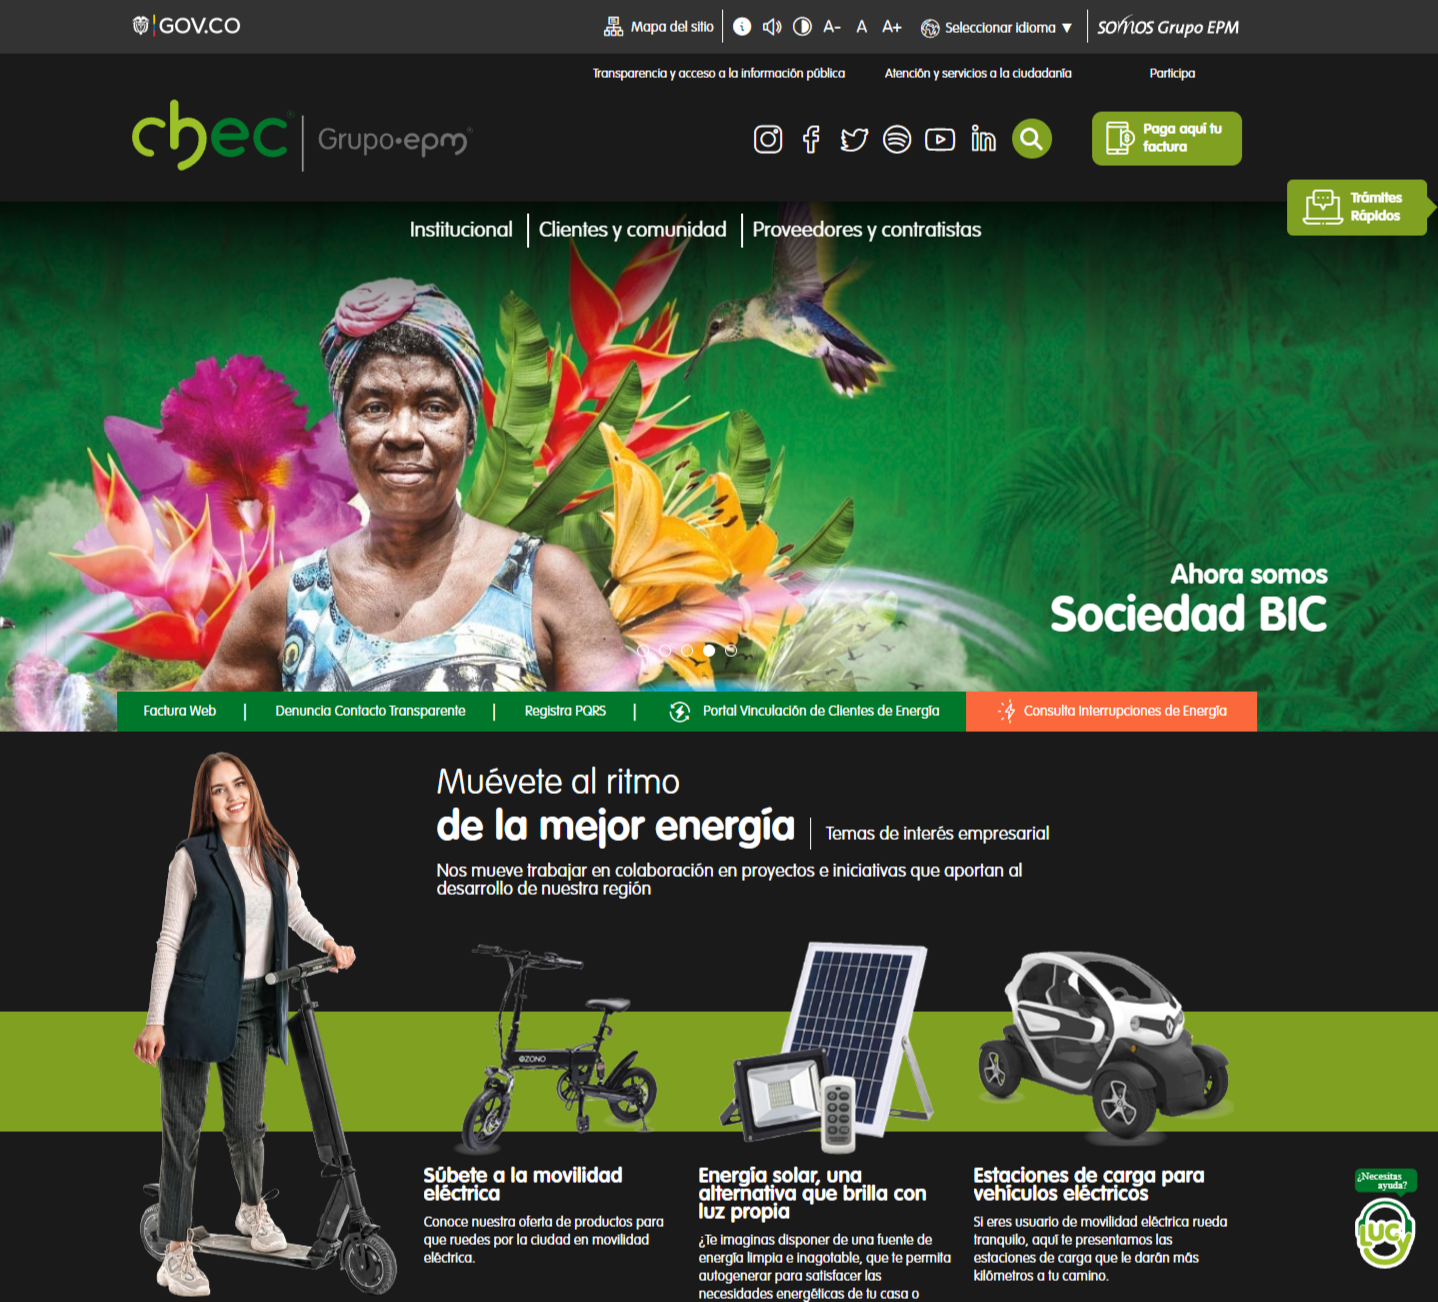 GOV.CO
Mapa del sitio
A- A A+
Seleccionar idioma ▼
somos Grupo EPM
Transparencia y acceso a la información pública
Atención y servicios a la ciudadanía
Participa
chec
Grupo·epm
Paga aquí tu
factura
Trámites
Rápidos
Institucional
Clientes y comunidad
Proveedores y contratistas
Ahora somos
Sociedad BIC
Factura Web
Denuncia Contacto Transparente
Registra PQRS
Portal Vinculación de Clientes de Energía
Consulta Interrupciones de Energía
Muévete al ritmo
de la mejor energía
Temas de interés empresarial
Nos mueve trabajar en colaboración en proyectos e iniciativas que aportan al
desarrollo de nuestra región
OZONO
Súbete a la movilidad
eléctrica
Conoce nuestra oferta de productos para
que ruedes por la ciudad en movilidad
eléctrica.
Energía solar, una
alternativa que brilla con
luz propia
¿Te imaginas disponer de una fuente de
energía limpia e inagotable, que te permita
autogenerar para satisfacer las
necesidades energéticas de tu casa o
Estaciones de carga para
vehículos eléctricos
Si eres usuario de movilidad eléctrica rueda
tranquilo, aquí te presentamos las
estaciones de carga que le darán más
kilómetros a tu camino.
¿Necesitas
ayuda?
LUCY